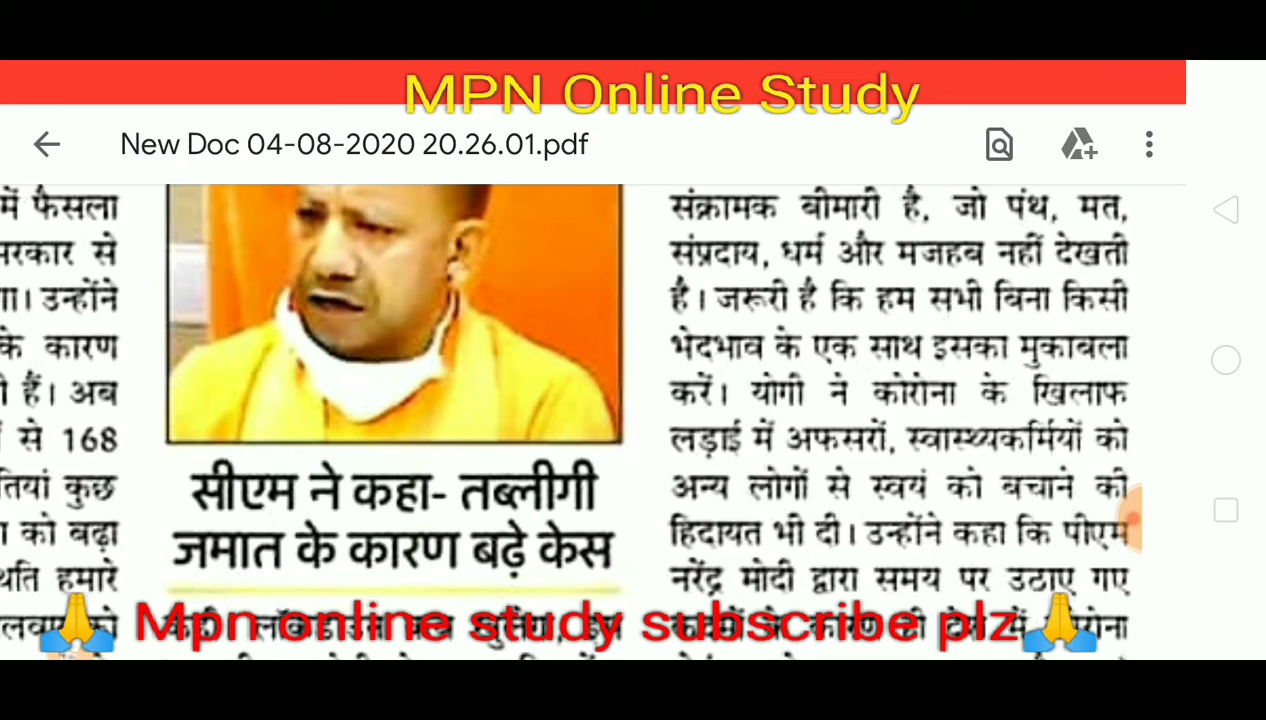 MPN Online Study
New Doc 04-08-2020 20.26.01.pdf
में फैसला
सरकार से
उन्होंने
के कारण
हैं। अब
से 168
कुछ
को बढ़ा
हमारे
को
सीएम ने कहा- तब्लीगी
जमात के कारण बढ़े केस
संक्रामक बीमारी है, जो पंथ, मत,
संप्रदाय, धर्म और मजहब नहीं देखती
है। जरूरी है कि हम सभी बिना किसी
भेदभाव के एक साथ इसका मुकाबला
करें। योगी ने कोरोना के खिलाफ
लड़ाई में अफसरों, स्वास्थ्यकर्मियों को
अन्य लोगों से स्वयं को बचाने की
हिदायत भी दी। उन्होंने कहा कि पीएम
नरेंद्र मोदी द्वारा समय पर उठाए गए
🙏 Mpn online study subscribe plz🙏